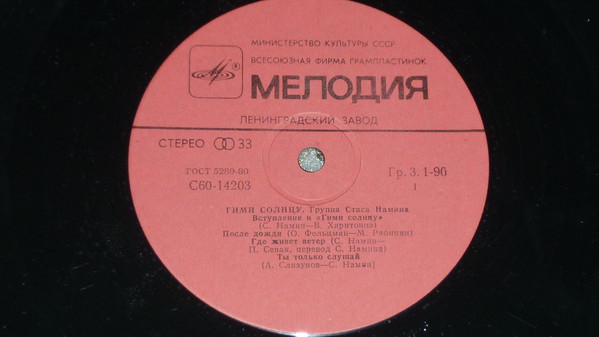 МИНИСТЕРСТВО КУЛЬТУРЫ СССР
ВСЕСОЮЗНАЯ ФИРМА ГРАМПЛАСТИНОК
МЕЛОДИЯ
ЛЕНИНГРАДСКИЙ ЗАВОД
СТЕРЕО 33
ГОСТ 5289-80
Гр. 3. 1-90
С60-14203
1
ГИМН СОЛНЦУ. Группа Стаса Намина
Вступление и «Гимн солнцу»
(С. Намин—В. Харитонов)
После дождя (О. Фельцман—М. Рябинин)
Где живет ветер (С. Намин—
П. Севак, перевод С. Намина)
Ты только слушай
(А. Слизунов—С. Намин)